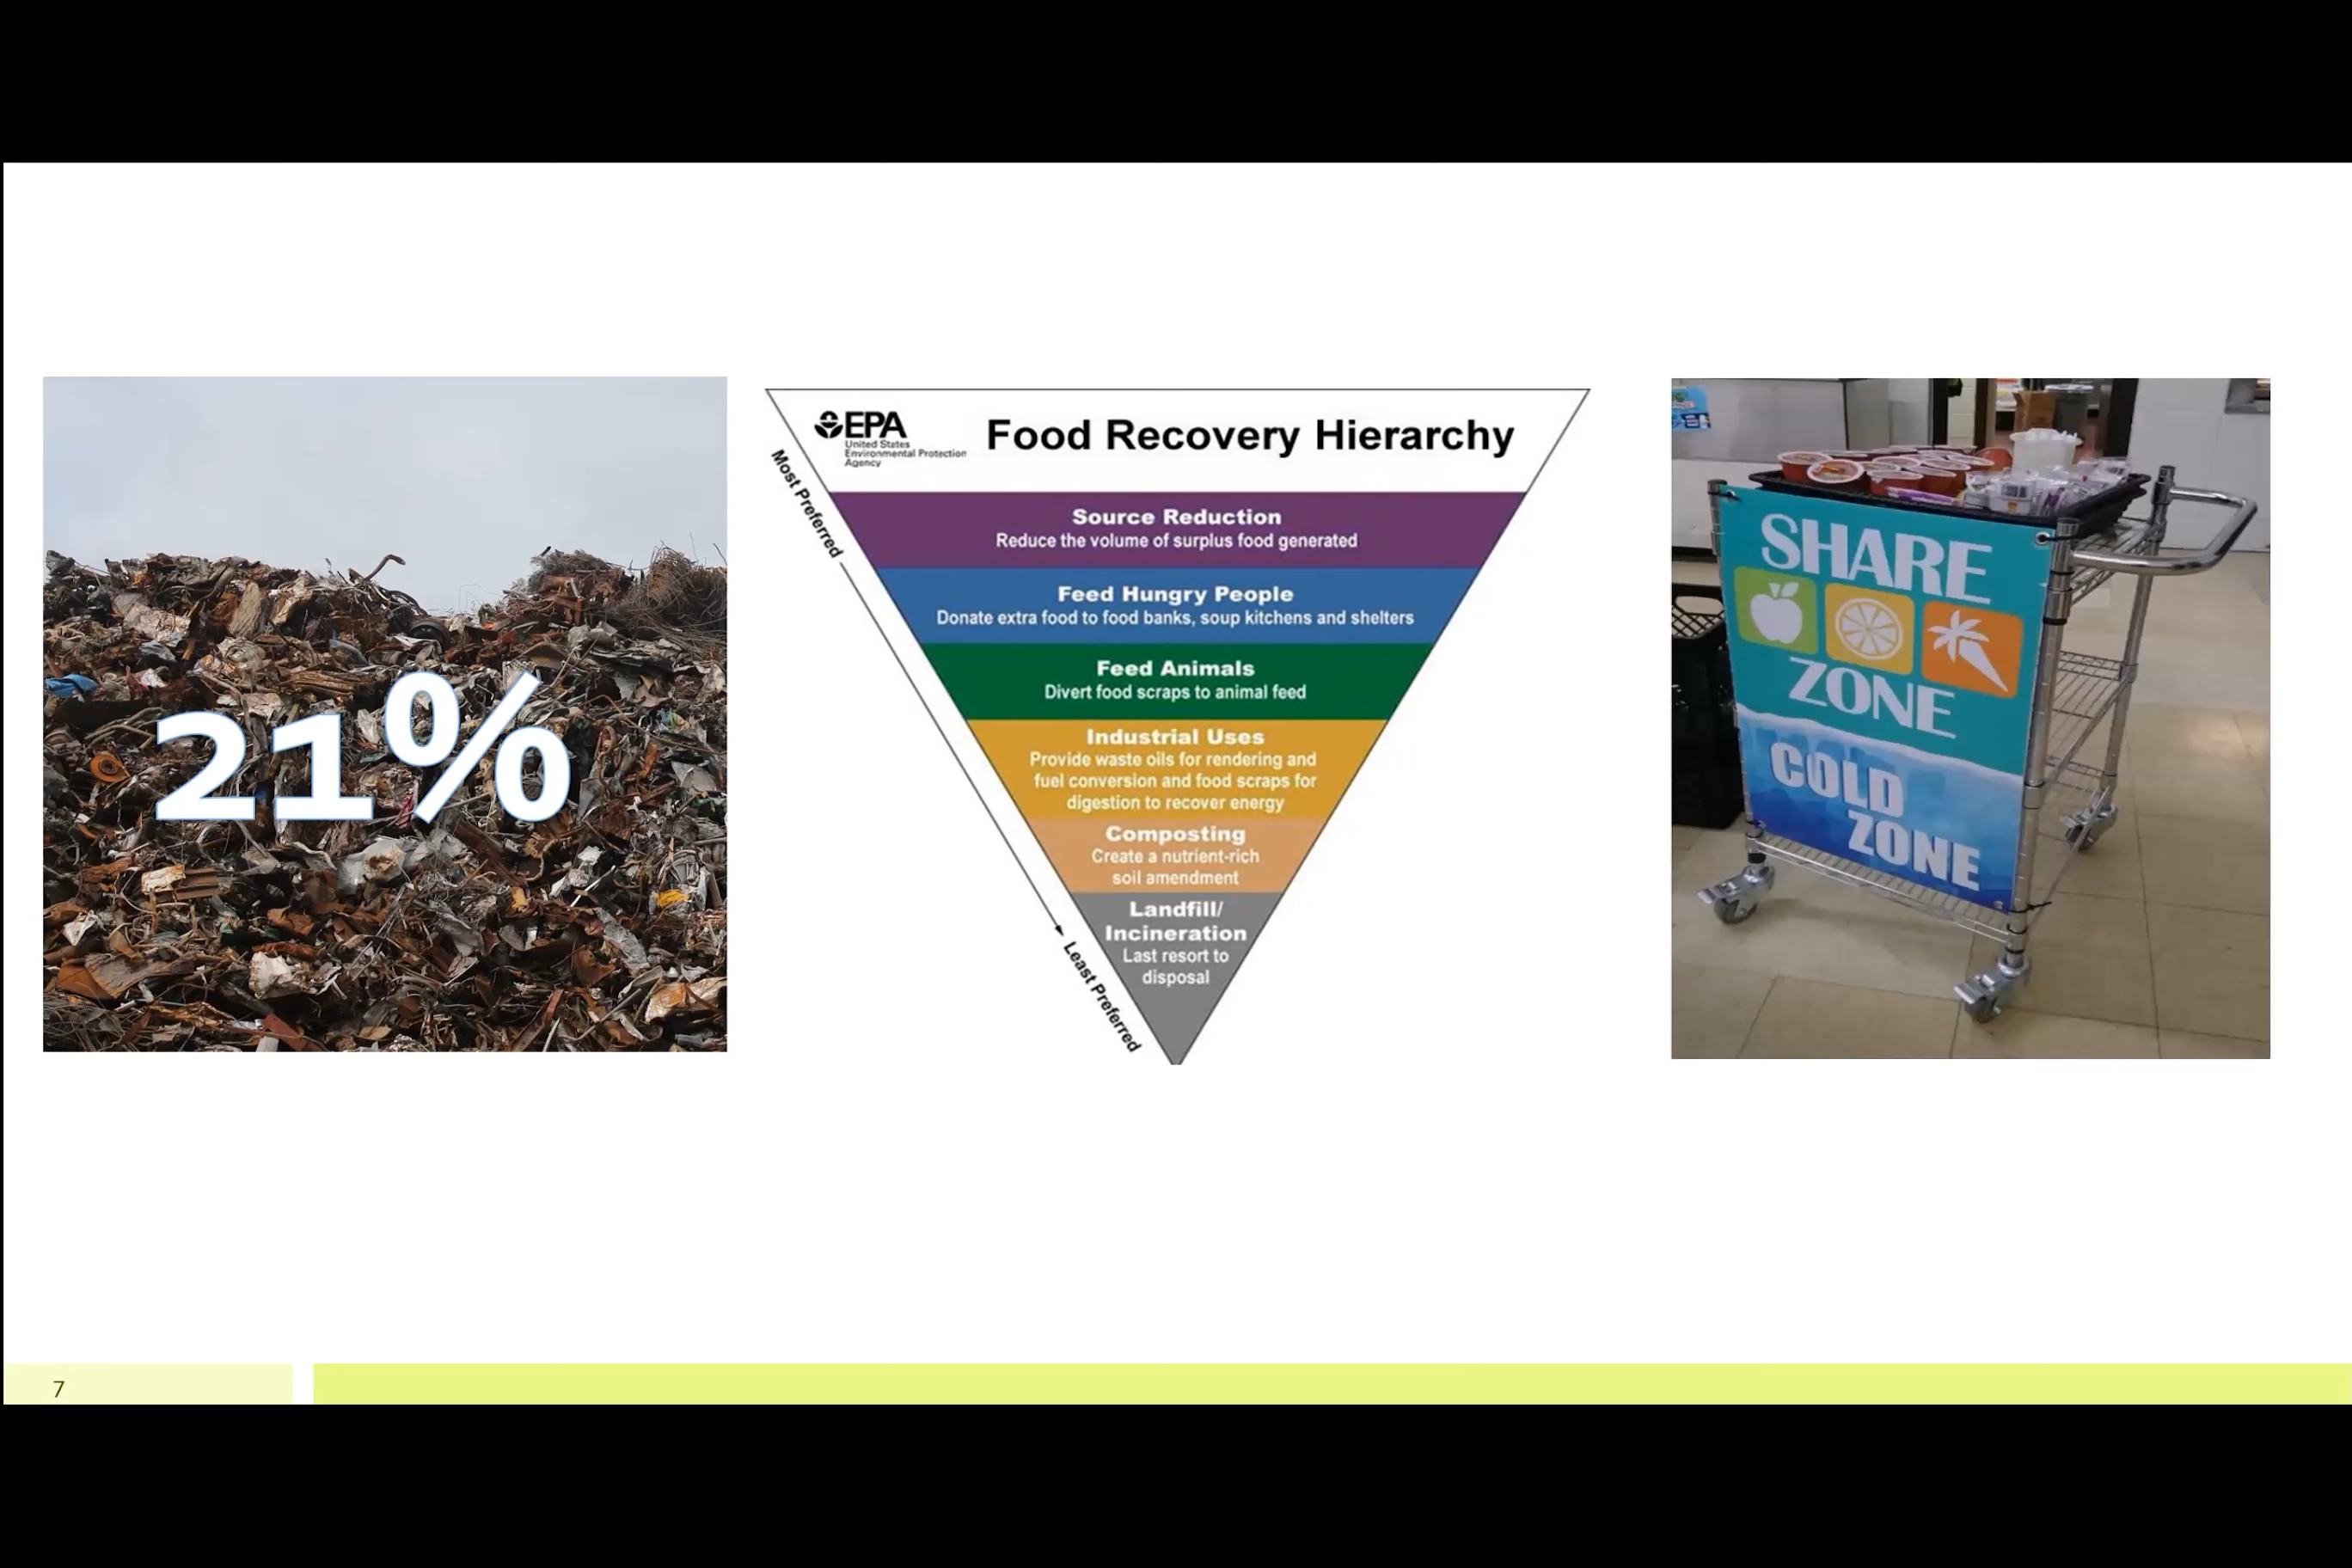 21%
EPA
United States
Environmental Protection
Agency
Food Recovery Hierarchy
Most Preferred
Source Reduction
Reduce the volume of surplus food generated
Feed Hungry People
Donate extra food to food banks, soup kitchens and shelters
Feed Animals
Divert food scraps to animal feed
Industrial Uses
Provide waste oils for rendering and
fuel conversion and food scraps for
digestion to recover energy
Composting
Create a nutrient-rich
soil amendment
Landfill/
Incineration
Last resort to
disposal
Least Preferred
SHARE
ZONE
COLD
ZONE
7